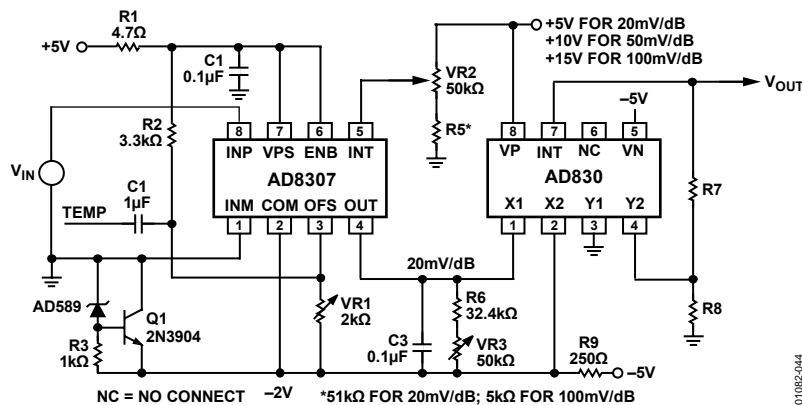 R1
4.7Ω
+5V
C1
0.1µF
+5V FOR 20mV/dB
+10V FOR 50mV/dB
+15V FOR 100mV/dB
VR2
50kΩ
VOUT
–5V
R2
3.3kΩ
R5*
8 7 6 5
INP VPS ENB INT
AD8307
INM COM OFS OUT
1 2 3 4
8 7 6 5
VP INT NC VN
AD830
X1 X2 Y1 Y2
1 2 3 4
VIN
C1
1µF
TEMP
R7
20mV/dB
AD589
Q1
2N3904
R3
1kΩ
VR1
2kΩ
C3
0.1µF
R6
32.4kΩ
VR3
50kΩ
R8
R9
250Ω
–5V
NC = NO CONNECT
–2V
*51kΩ FOR 20mV/dB; 5kΩ FOR 100mV/dB
01082-044